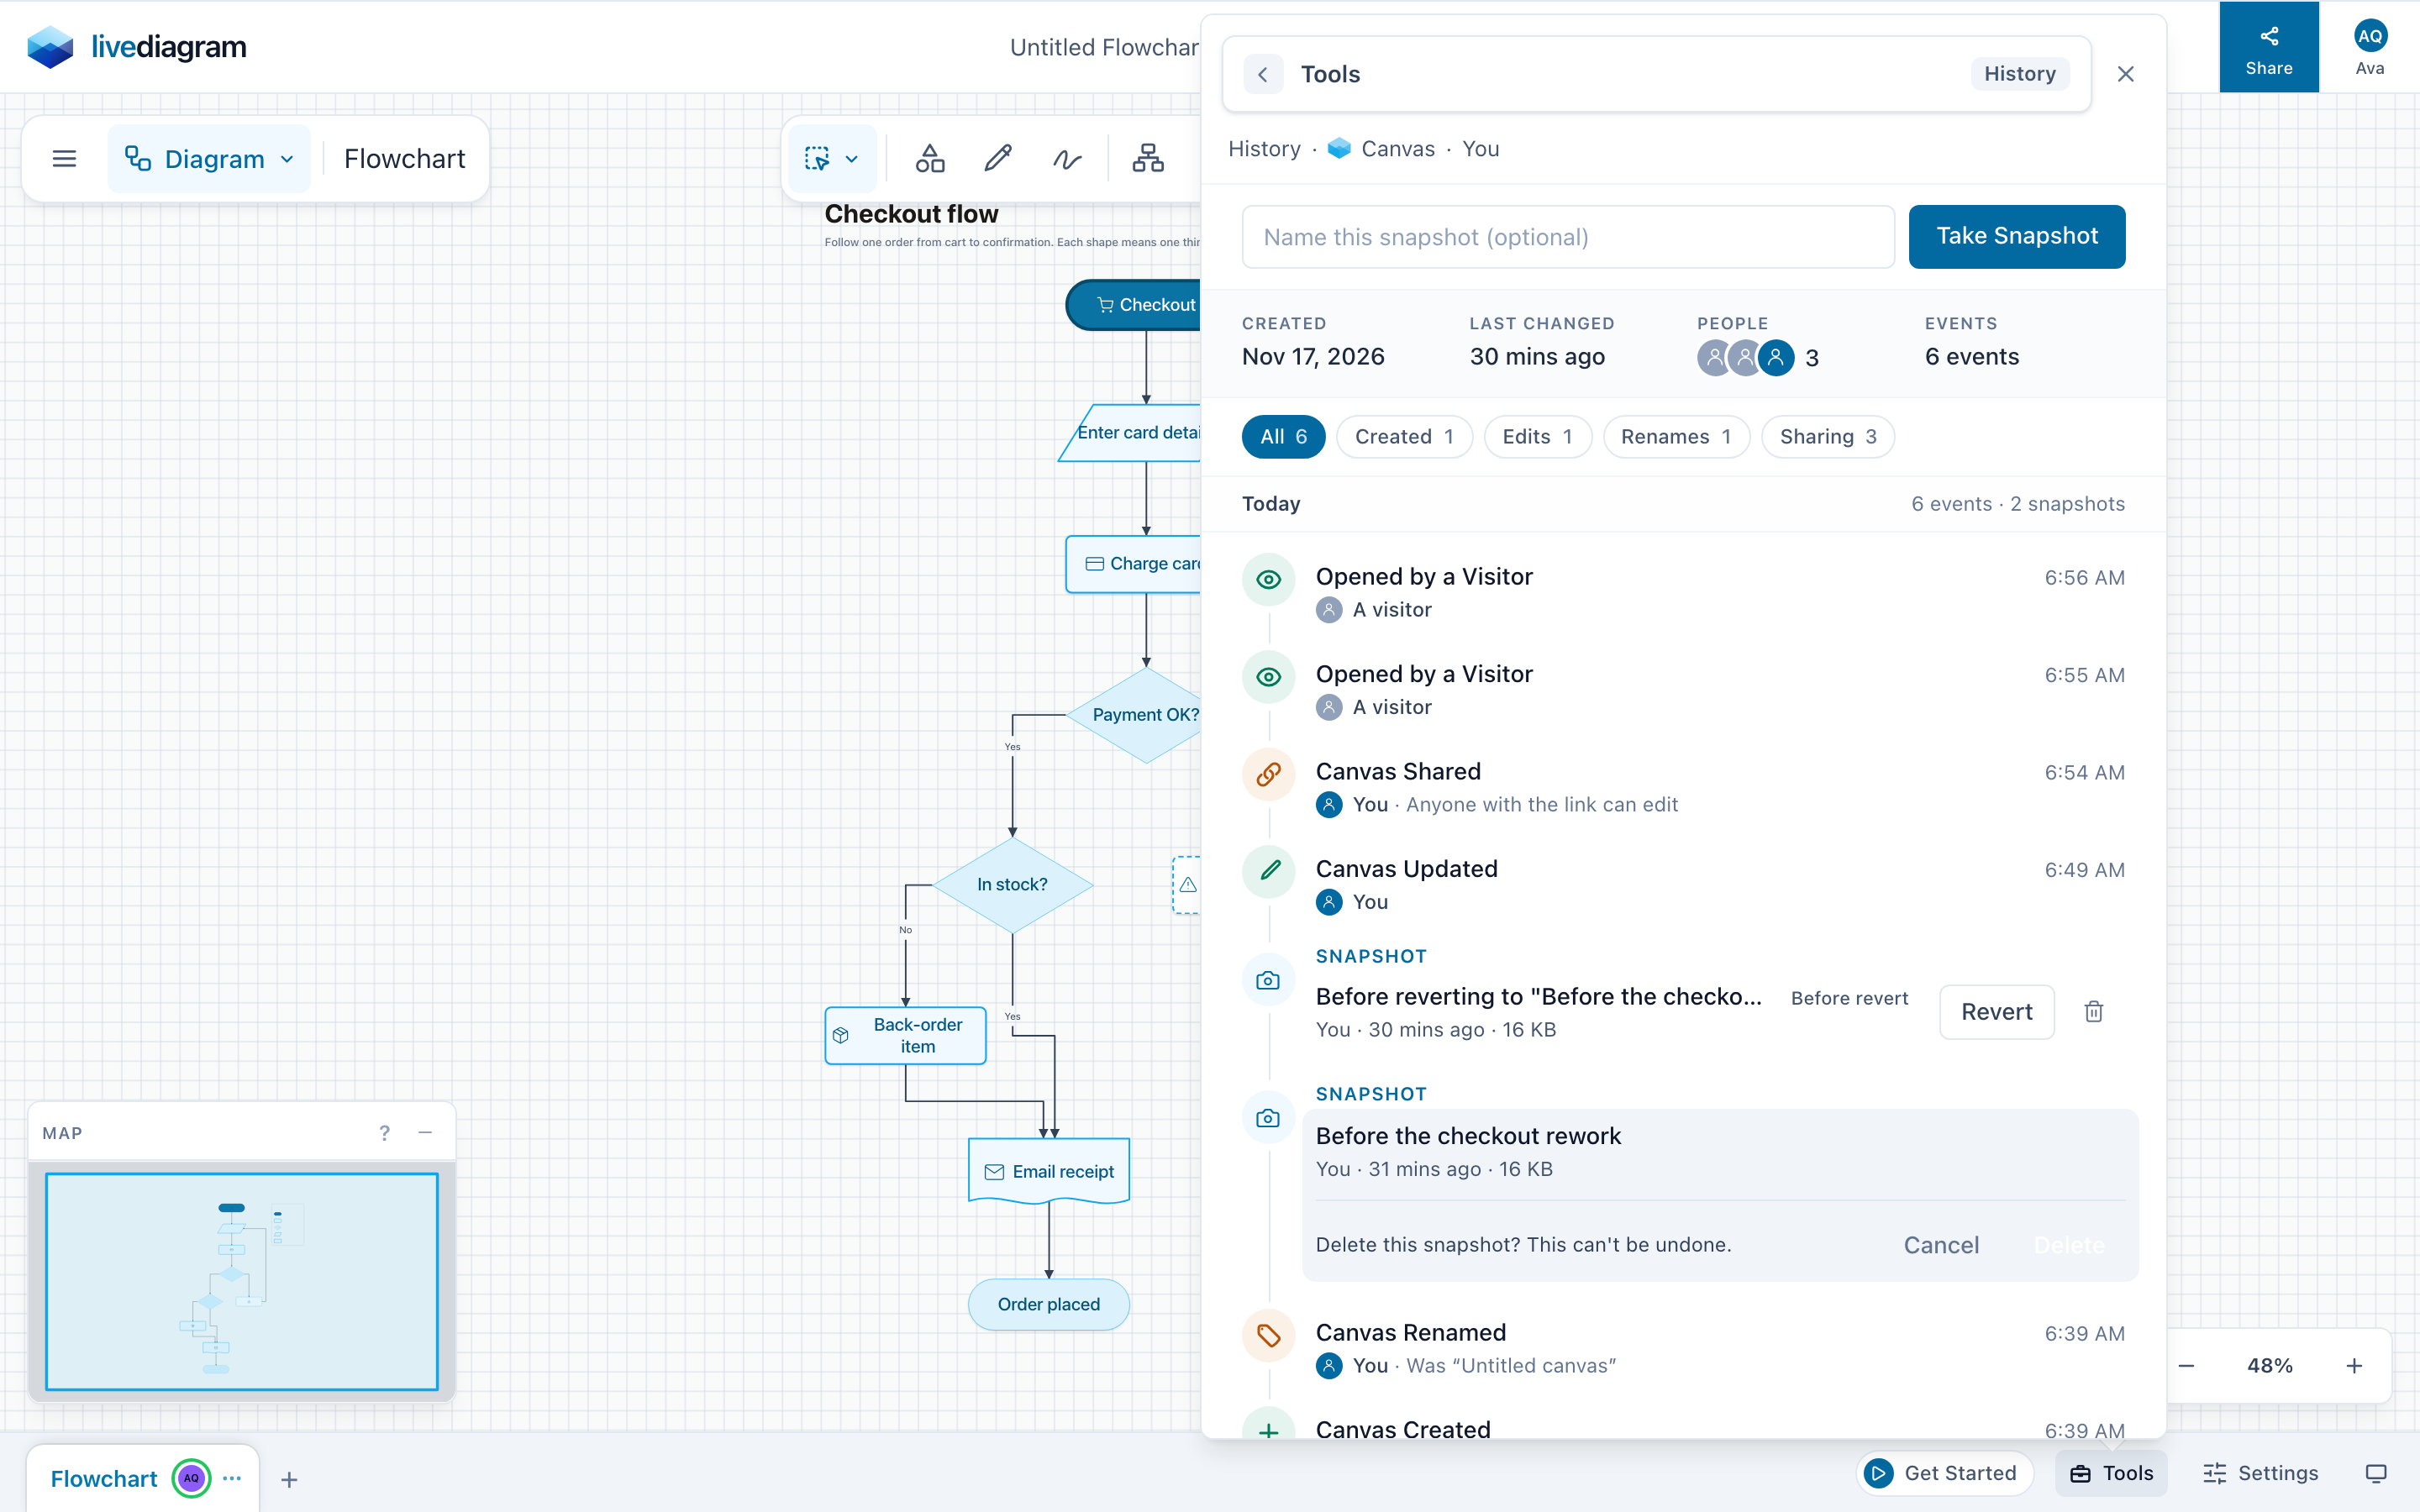 livediagram
Untitled Flowchar
Share
AQ
Ava
Diagram
Flowchart
Checkout flow
Follow one order from cart to confirmation. Each shape means one thin
Checkout
Enter card detai
Charge card
Payment OK?
Yes
In stock?
No
Yes
Back-order
item
Email receipt
Order placed
MAP
?
Tools
History
History · Canvas · You
Name this snapshot (optional)
Take Snapshot
CREATED
Nov 17, 2026
LAST CHANGED
30 mins ago
PEOPLE
3
EVENTS
6 events
All 6
Created 1
Edits 1
Renames 1
Sharing 3
Today
6 events · 2 snapshots
Opened by a Visitor
6:56 AM
A visitor
Opened by a Visitor
6:55 AM
A visitor
Canvas Shared
6:54 AM
You · Anyone with the link can edit
Canvas Updated
6:49 AM
You
SNAPSHOT
Before reverting to "Before the checko...
Before revert
Revert
You · 30 mins ago · 16 KB
SNAPSHOT
Before the checkout rework
You · 31 mins ago · 16 KB
Delete this snapshot? This can't be undone.
Cancel
Delete
Canvas Renamed
6:39 AM
You · Was “Untitled canvas”
Canvas Created
6:39 AM
48%
Flowchart
AQ
Get Started
Tools
Settings